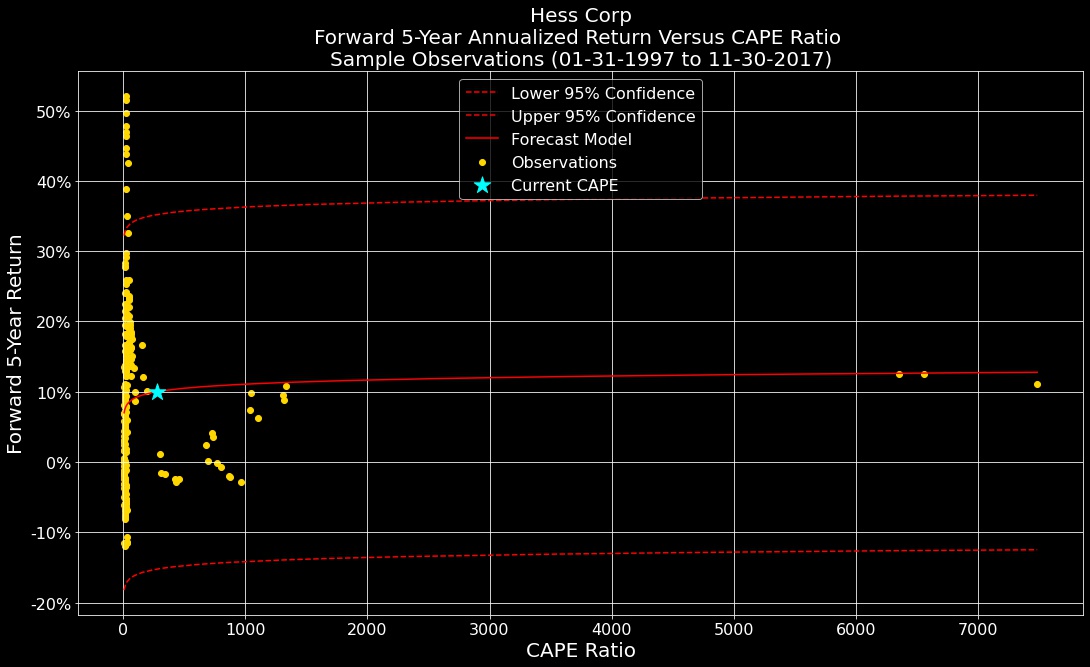 Hess Corp
Forward 5-Year Annualized Return Versus CAPE Ratio
Sample Observations (01-31-1997 to 11-30-2017)
Lower 95% Confidence
Upper 95% Confidence
Forecast Model
Observations
Current CAPE
Forward 5-Year Return
50%
40%
30%
20%
10%
0%
-10%
-20%
0 1000 2000 3000 4000 5000 6000 7000
CAPE Ratio